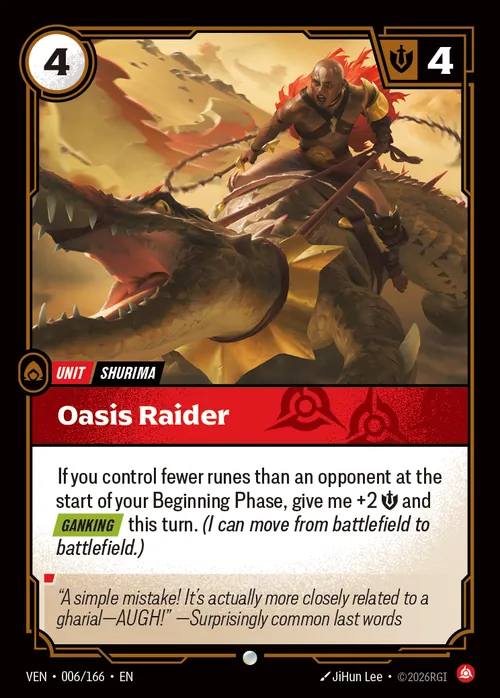 4
4
UNIT SHURIMA
Oasis Raider
If you control fewer runes than an opponent at the
start of your Beginning Phase, give me +2 and
GANKING this turn. (I can move from battlefield to
battlefield.)
“A simple mistake! It’s actually more closely related to a
gharial—AUGH!” —Surprisingly common last words
VEN • 006/166 • EN
JiHun Lee • ©2026RGI